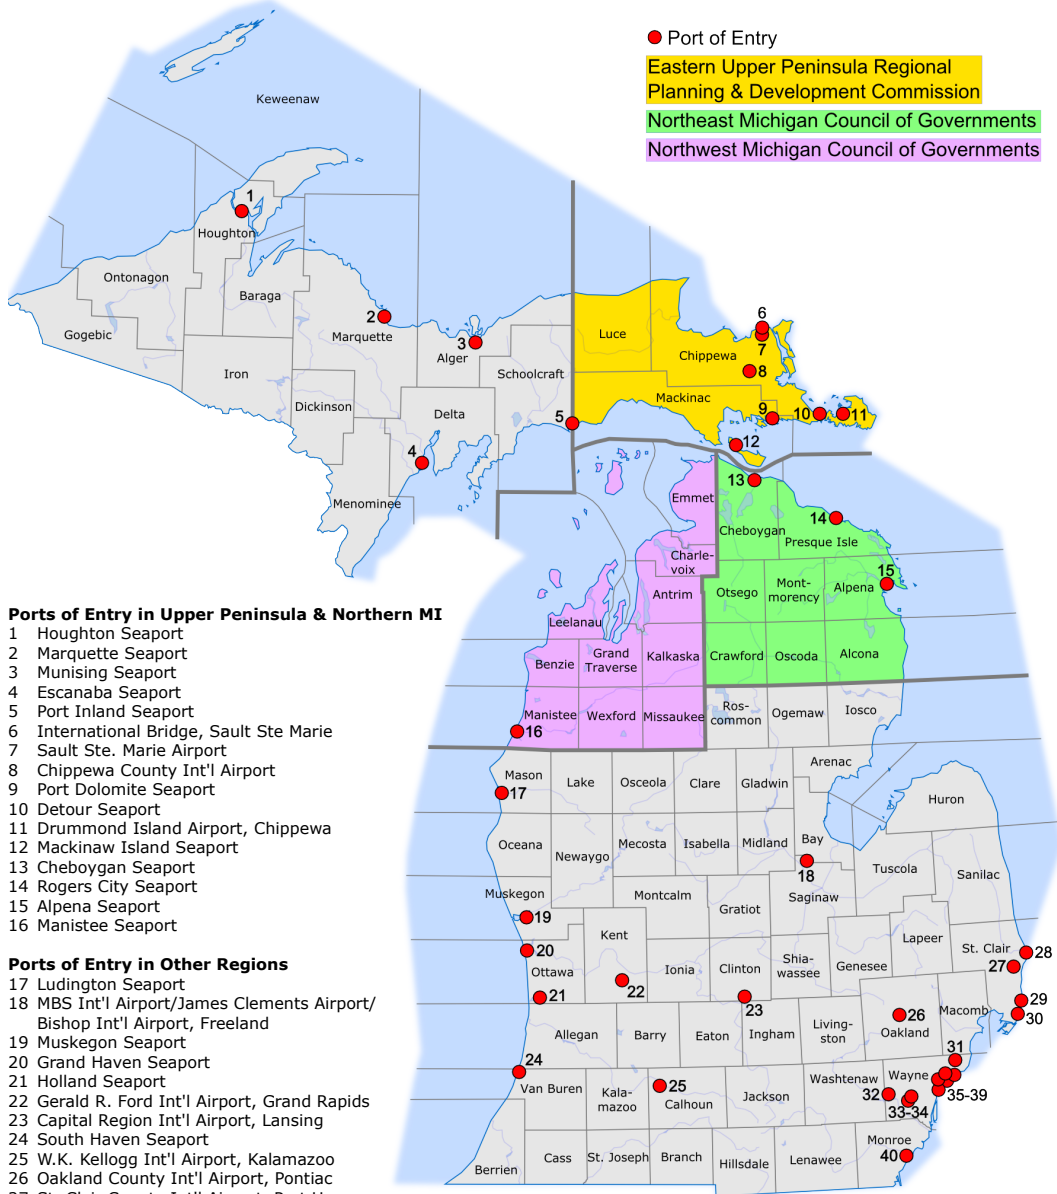 Port of Entry
Eastern Upper Peninsula Regional
Planning & Development Commission
Northeast Michigan Council of Governments
Northwest Michigan Council of Governments
Keweenaw
1
Houghton
Ontonagon
Baraga
Gogebic
2
Marquette
3
Alger
Iron
Schoolcraft
Dickinson
Delta
5
4
Menominee
Luce
6
7
Chippewa
8
Mackinac
9
10
11
12
13
Emmet
Cheboygan
14
Presque Isle
Charle-
voix
15
Antrim
Otsego
Mont-
morency
Alpena
Leelanau
Benzie
Grand
Traverse
Kalkaska
Crawford
Oscoda
Alcona
Manistee
Wexford
Missaukee
16
Ros-
common
Ogemaw
Iosco
Mason
17
Lake
Osceola
Clare
Gladwin
Arenac
Huron
Oceana
Newaygo
Mecosta
Isabella
Midland
Bay
18
Tuscola
Sanilac
Muskegon
19
Montcalm
Gratiot
Saginaw
20
Kent
Ottawa
21
22
Ionia
Clinton
23
Shia-
wassee
Genesee
Lapeer
St. Clair
28
27
29
30
Macomb
26
Oakland
Allegan
Barry
Eaton
Ingham
Living-
ston
31
24
Van Buren
Kala-
mazoo
25
Calhoun
Jackson
Washtenaw
Wayne
32
33-34
35-39
Berrien
Cass
St. Joseph
Branch
Hillsdale
Lenawee
Monroe
40
Ports of Entry in Upper Peninsula & Northern MI
1 Houghton Seaport
2 Marquette Seaport
3 Munising Seaport
4 Escanaba Seaport
5 Port Inland Seaport
6 International Bridge, Sault Ste Marie
7 Sault Ste. Marie Airport
8 Chippewa County Int'l Airport
9 Port Dolomite Seaport
10 Detour Seaport
11 Drummond Island Airport, Chippewa
12 Mackinaw Island Seaport
13 Cheboygan Seaport
14 Rogers City Seaport
15 Alpena Seaport
16 Manistee Seaport
Ports of Entry in Other Regions
17 Ludington Seaport
18 MBS Int'l Airport/James Clements Airport/
Bishop Int'l Airport, Freeland
19 Muskegon Seaport
20 Grand Haven Seaport
21 Holland Seaport
22 Gerald R. Ford Int'l Airport, Grand Rapids
23 Capital Region Int'l Airport, Lansing
24 South Haven Seaport
25 W.K. Kellogg Int'l Airport, Kalamazoo
26 Oakland County Int'l Airport, Pontiac